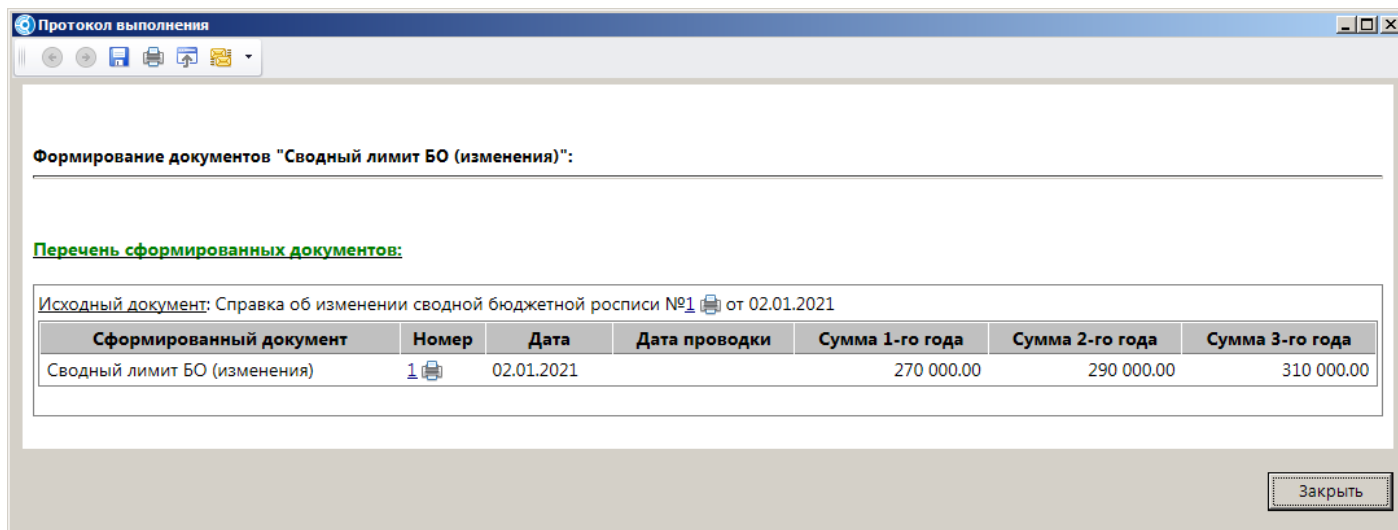 Протокол выполнения
Формирование документов "Сводный лимит БО (изменения)":
Перечень сформированных документов:
Исходный документ: Справка об изменении сводной бюджетной росписи №1 от 02.01.2021
Сформированный документ Номер Дата Дата проводки Сумма 1-го года Сумма 2-го года Сумма 3-го года
Сводный лимит БО (изменения) 1 02.01.2021 270 000.00 290 000.00 310 000.00
Закрыть